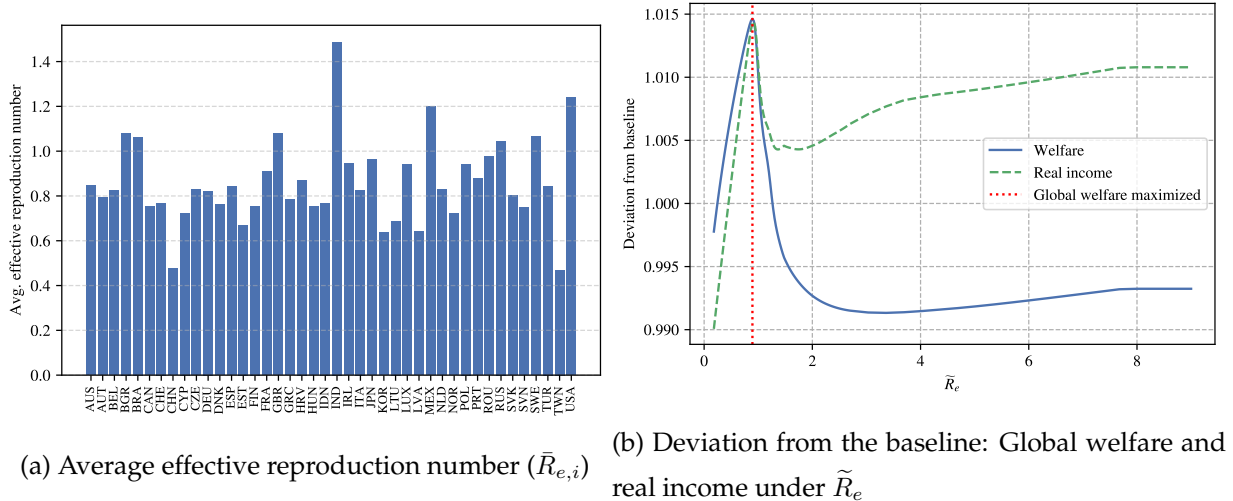 Avg. effective reproduction number
1.4
1.2
1.0
0.8
0.6
0.4
0.2
0.0
AUS AUT BEL BGR BRA CAN CHE CHN CYP CZE DEU DNK ESP EST FIN FRA GBR GRC HRV HUN IDN IND IRL ITA JPN KOR LTU LUX LVA MEX NLD NOR POL PRT ROU RUS SVK SVN SWE TUR TWN USA
(a) Average effective reproduction number (R̄e,i)
Deviation from baseline
1.015
1.010
1.005
1.000
0.995
0.990
Welfare
Real income
Global welfare maximized
0 2 4 6 8
R̃e
(b) Deviation from the baseline: Global welfare and
real income under R̃e